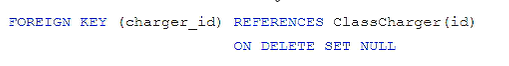 FOREIGN KEY (charger_id) REFERENCES ClassCharger(id)
ON DELETE SET NULL